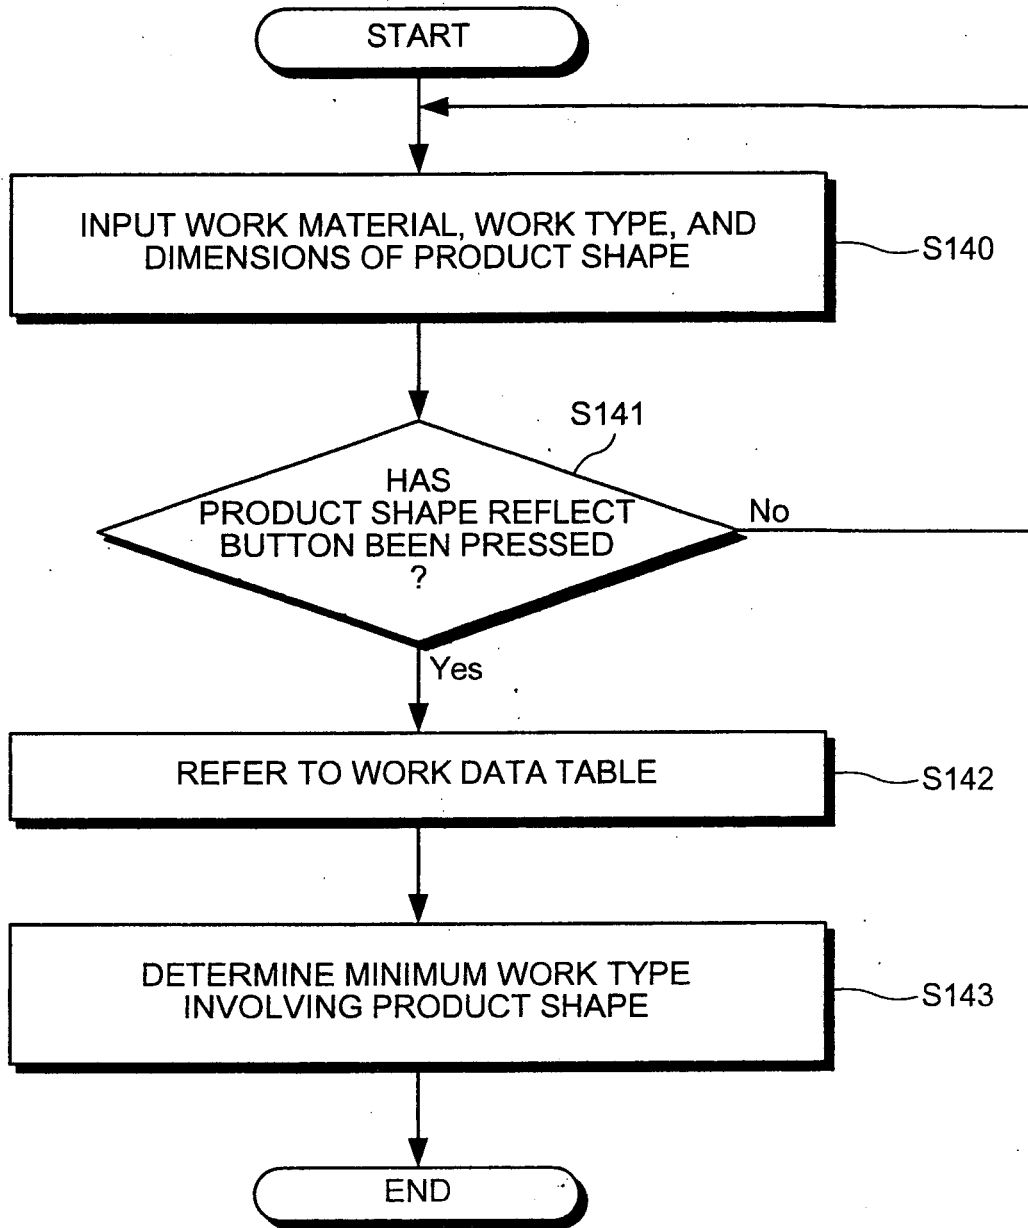 START
INPUT WORK MATERIAL, WORK TYPE, AND
DIMENSIONS OF PRODUCT SHAPE
S140
S141
HAS
PRODUCT SHAPE REFLECT
BUTTON BEEN PRESSED
?
No
Yes
REFER TO WORK DATA TABLE
S142
DETERMINE MINIMUM WORK TYPE
INVOLVING PRODUCT SHAPE
S143
END